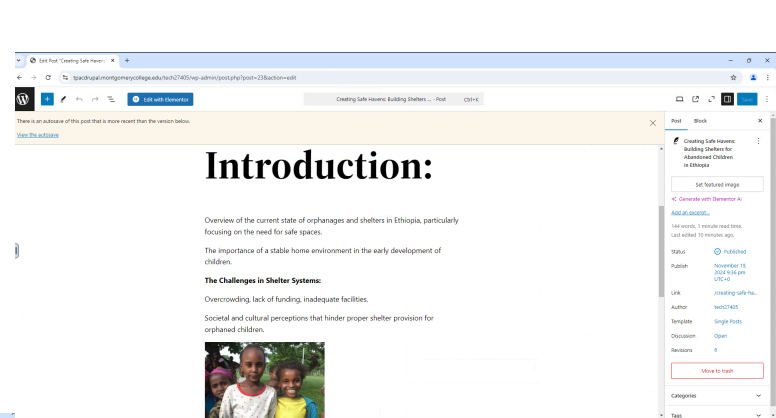 Edit Post "Creating Safe Haven:
tpacdrupal.montgomerycollege.edu/tech27405/wp-admin/post.php?post=23&action=edit
Edit with Elementor
Creating Safe Havens: Building Shelters ... · Post Ctrl+K
Save
There is an autosave of this post that is more recent than the version below.
View the autosave
Introduction:
Overview of the current state of orphanages and shelters in Ethiopia, particularly
focusing on the need for safe spaces.
The importance of a stable home environment in the early development of
children.
The Challenges in Shelter Systems:
Overcrowding, lack of funding, inadequate facilities.
Societal and cultural perceptions that hinder proper shelter provision for
orphaned children.
Post Block
Creating Safe Havens:
Building Shelters for
Abandoned Children
in Ethiopia
Set featured image
Generate with Elementor AI
Add an excerpt...
144 words, 1 minute read time.
Last edited 10 minutes ago.
Status Published
Publish November 19,
2024 9:36 pm
UTC+0
Link /creating-safe-ha...
Author tech27405
Template Single Posts
Discussion Open
Revisions 6
Move to trash
Categories
Tags